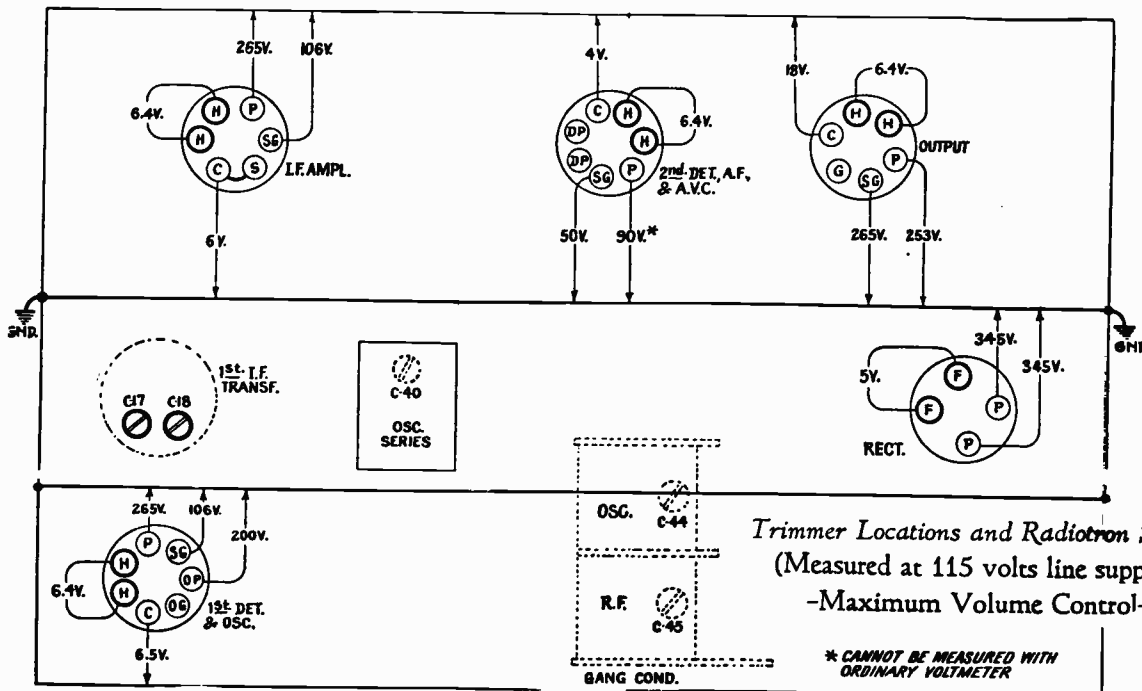 265V. 106V. 4V. 18V. 6.4V.
6.4V. H P H SG C S I.F. AMPL.
C H DP H DP SG P 6.4V. 2nd. DET., A.F., & A.V.C.
H H C P G SG OUTPUT
6V. 50V. 90V.* 265V. 253V.
GND. GND.
1st. I.F. TRANSF.
C-17 C-18
C-40
OSC. SERIES
345V. 345V.
5V. F F P P
RECT.
265V. 106V. 200V.
6.4V. H P SG H OP C OG 1st DET. & OSC.
6.5V.
OSC.
C-44
R.F.
C-45
GANG COND.
Trimmer Locations and Radiotron
(Measured at 115 volts line supp
-Maximum Volume Control-
* CANNOT BE MEASURED WITH
ORDINARY VOLTMETER